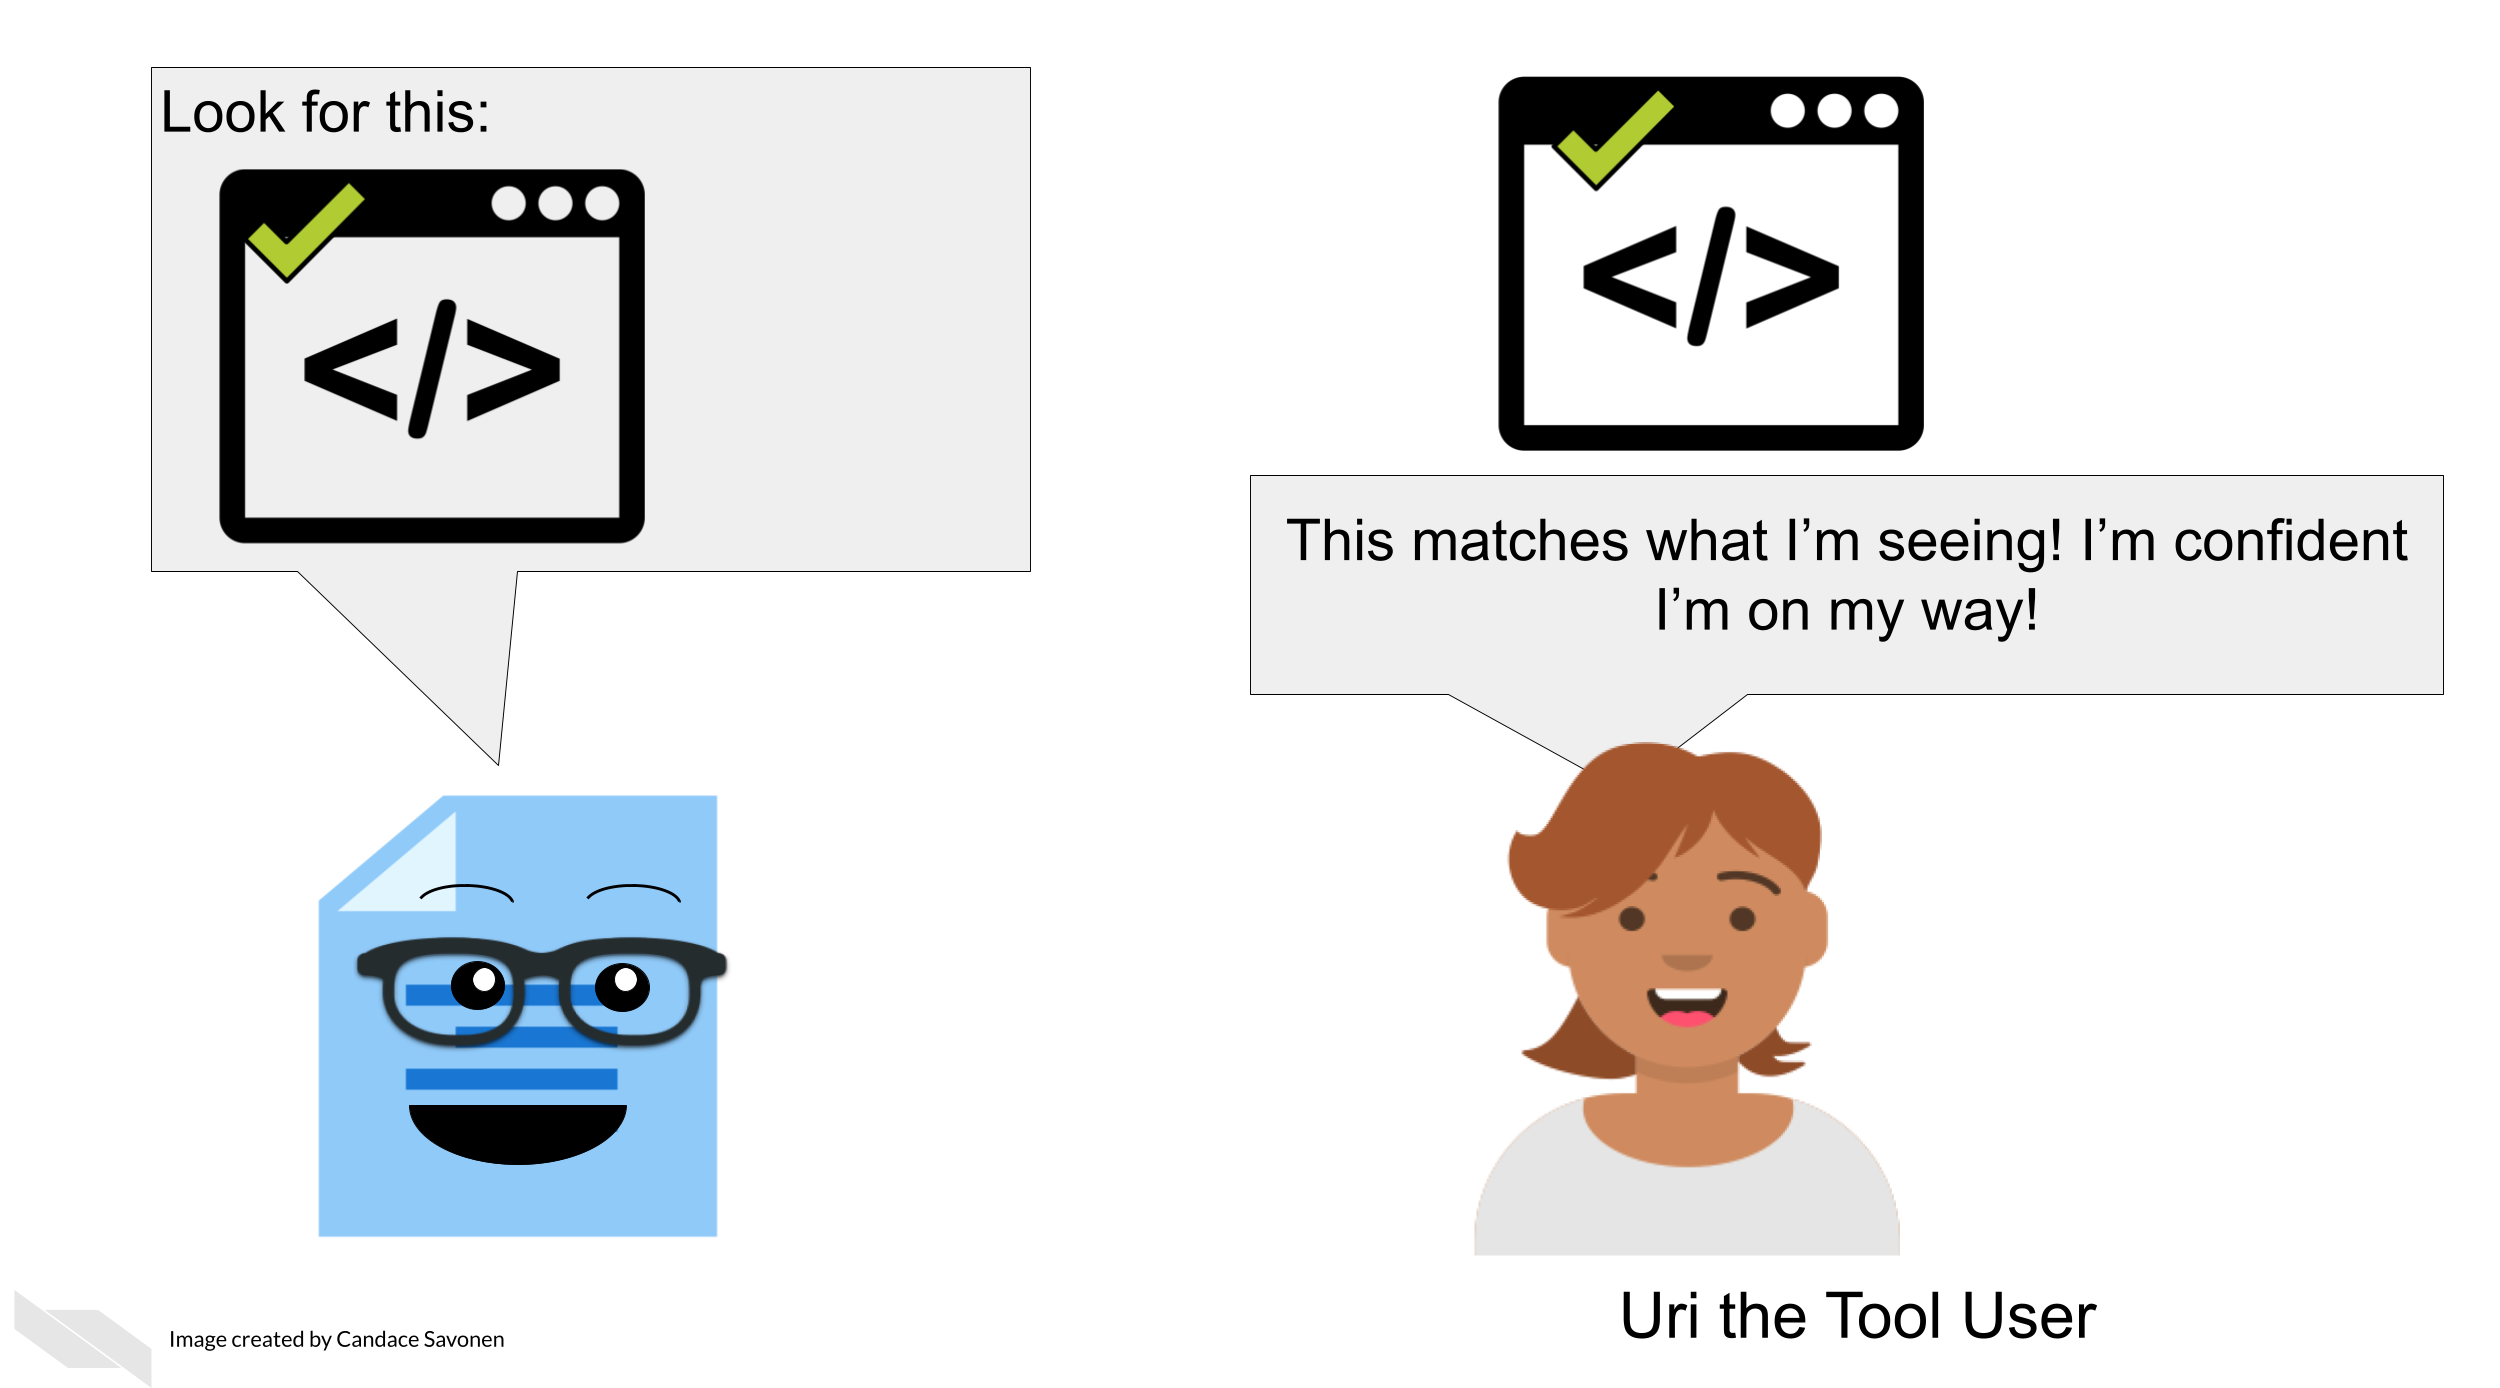 Look for this:
</>
This matches what I’m seeing! I’m confident
I’m on my way!
</>
Uri the Tool User
Image created by Candace Savonen